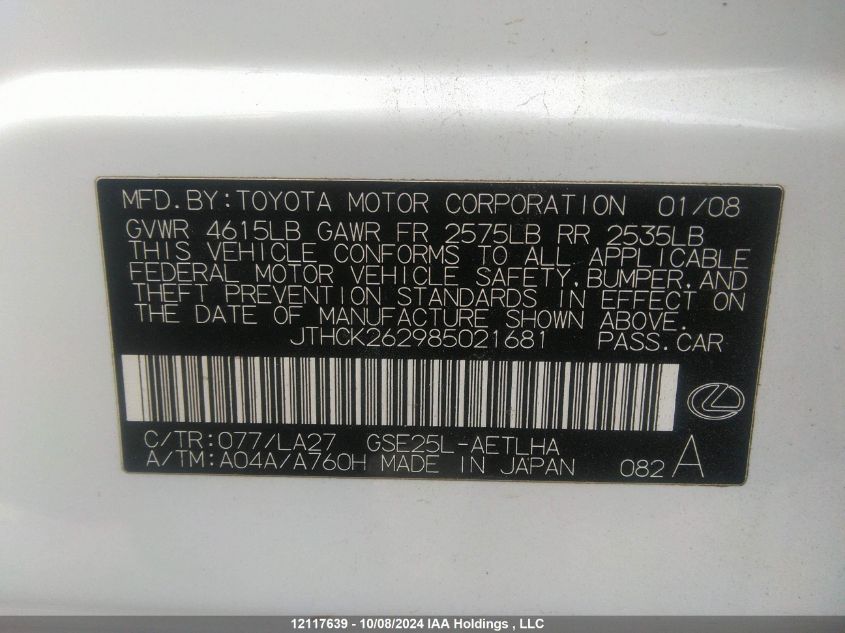 MFD.BY:TOYOTA MOTOR CORPORATION 01/08
GVWR 4615LB GAWR FR 2575LB RR 2535LB
THIS VEHICLE CONFORMS TO ALL APPLICABLE
FEDERAL MOTOR VEHICLE SAFETY,BUMPER,AND
THEFT PREVENTION STANDARDS IN EFFECT ON
THE DATE OF MANUFACTURE SHOWN ABOVE.
JTHCK262985021681 PASS.CAR
C/TR:077/LA27 GSE25L-AETLHA
A/TM:A04A/A760H MADE IN JAPAN 082 A
12117639 - 10/08/2024 IAA Holdings , LLC